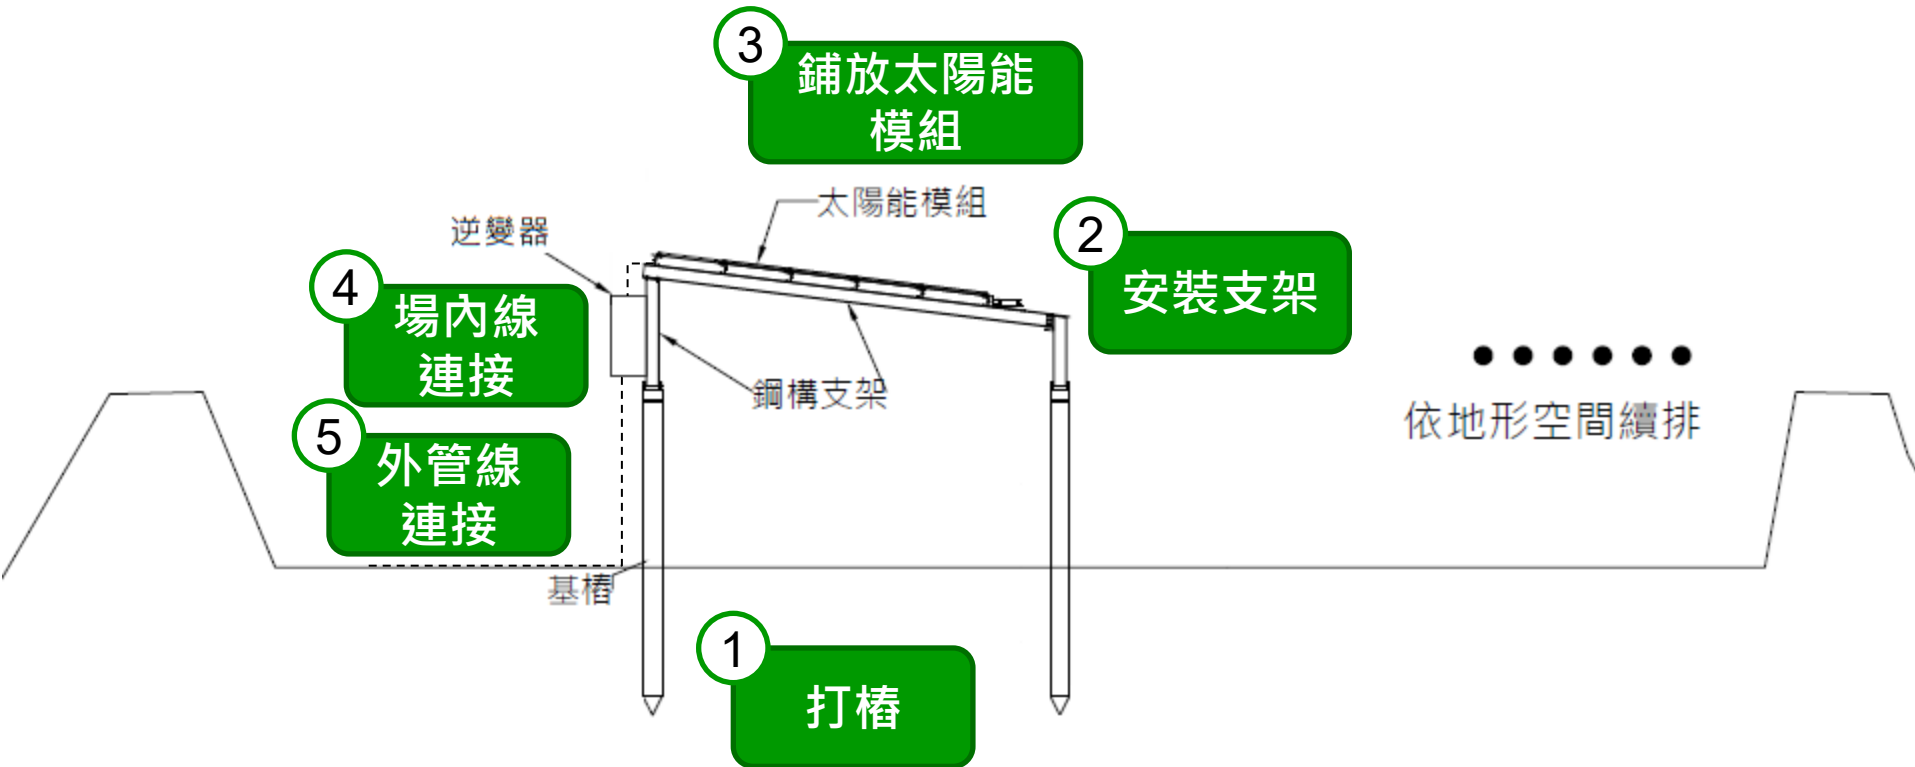 3
鋪放太陽能
模組
太陽能模組
逆變器
2
安裝支架
4
場內線
連接
鋼構支架
依地形空間續排
5
外管線
連接
基樁
1
打樁